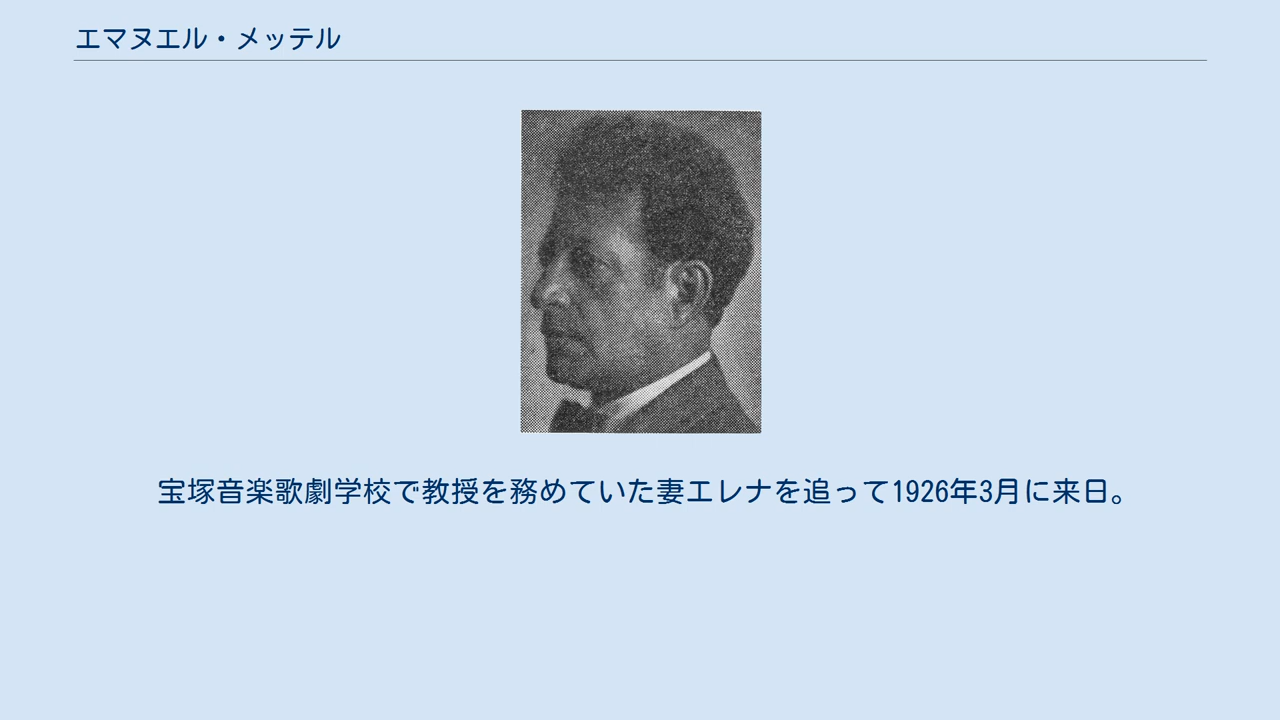 エマヌエル・メッテル
宝塚音楽歌劇学校で教授を務めていた妻エレナを追って1926年3月に来日。